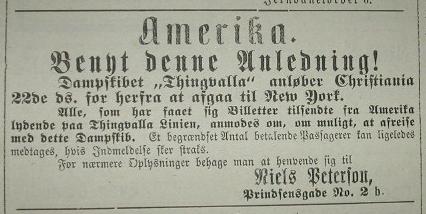 Amerika.
Benyt denne Anledning!
Dampskibet „Thingvalla“ anløber Christiania
22de ds. for herfra at afgaa til New York.
Alle, som har faaet sig Billetter tilsendte fra Amerika
lydende paa Thingvalla Linien, anmodes om, om muligt, at afreise
med dette Dampskib. Et begrændset Antal betalende Passagerer kan ligeledes
medtages, hvis Indmeldelse sker straks.
For nærmere Oplysninger behage man at henvende sig til
Niels Peterson,
Prindsensgade No. 2 b.